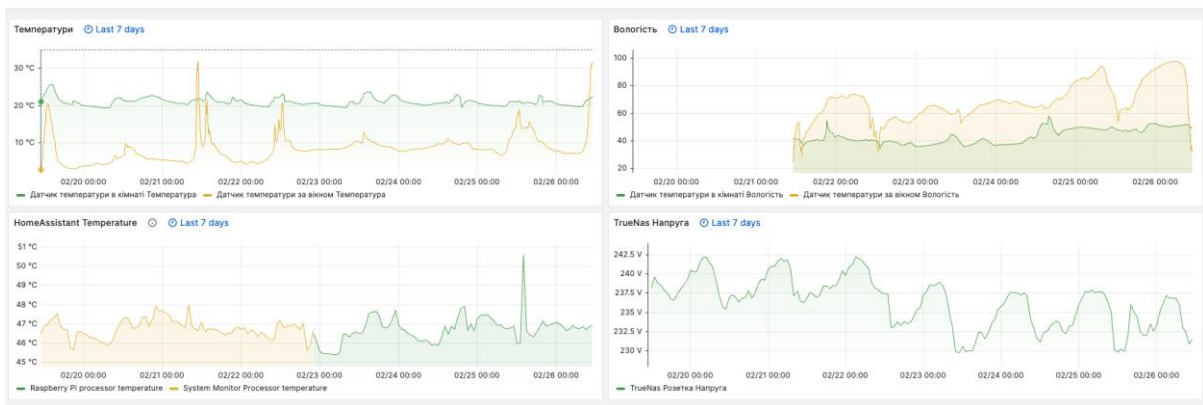 Температури Last 7 days
30 °C
20 °C
10 °C
02/20 00:00 02/21 00:00 02/22 00:00 02/23 00:00 02/24 00:00 02/25 00:00 02/26 00:00
Датчик температури в кімнаті Температура Датчик температури за вікном Температура
Вологість Last 7 days
100
80
60
40
20
02/20 00:00 02/21 00:00 02/22 00:00 02/23 00:00 02/24 00:00 02/25 00:00 02/26 00:00
Датчик температури в кімнаті Вологість Датчик температури за вікном Вологість
HomeAssistant Temperature Last 7 days
51 °C
50 °C
49 °C
48 °C
47 °C
46 °C
45 °C
02/20 00:00 02/21 00:00 02/22 00:00 02/23 00:00 02/24 00:00 02/25 00:00 02/26 00:00
Raspberry Pi processor temperature System Monitor Processor temperature
TrueNas Напруга Last 7 days
242.5 V
240 V
237.5 V
235 V
232.5 V
230 V
02/20 00:00 02/21 00:00 02/22 00:00 02/23 00:00 02/24 00:00 02/25 00:00 02/26 00:00
TrueNas Розетка Напруга